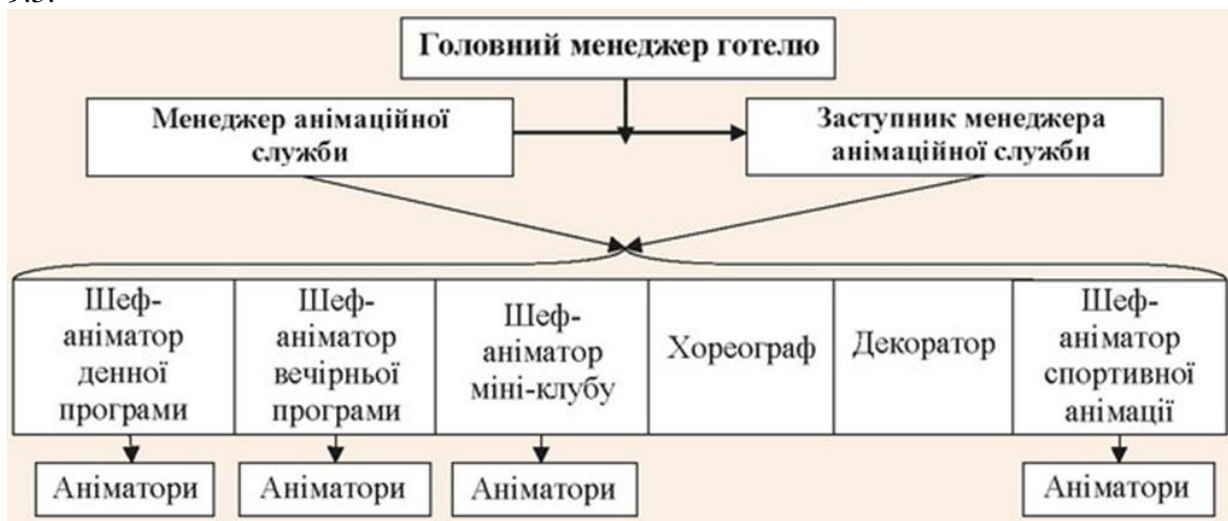 9.3.
Головний менеджер готелю
Менеджер анімаційної
служби
Заступник менеджера
анімаційної служби
Шеф-
аніматор
денної
програми
Шеф-
аніматор
вечірньої
програми
Шеф-
аніматор
міні-клубу
Хореограф
Декоратор
Шеф-
аніматор
спортивної
анімації
Аніматори
Аніматори
Аніматори
Аніматори